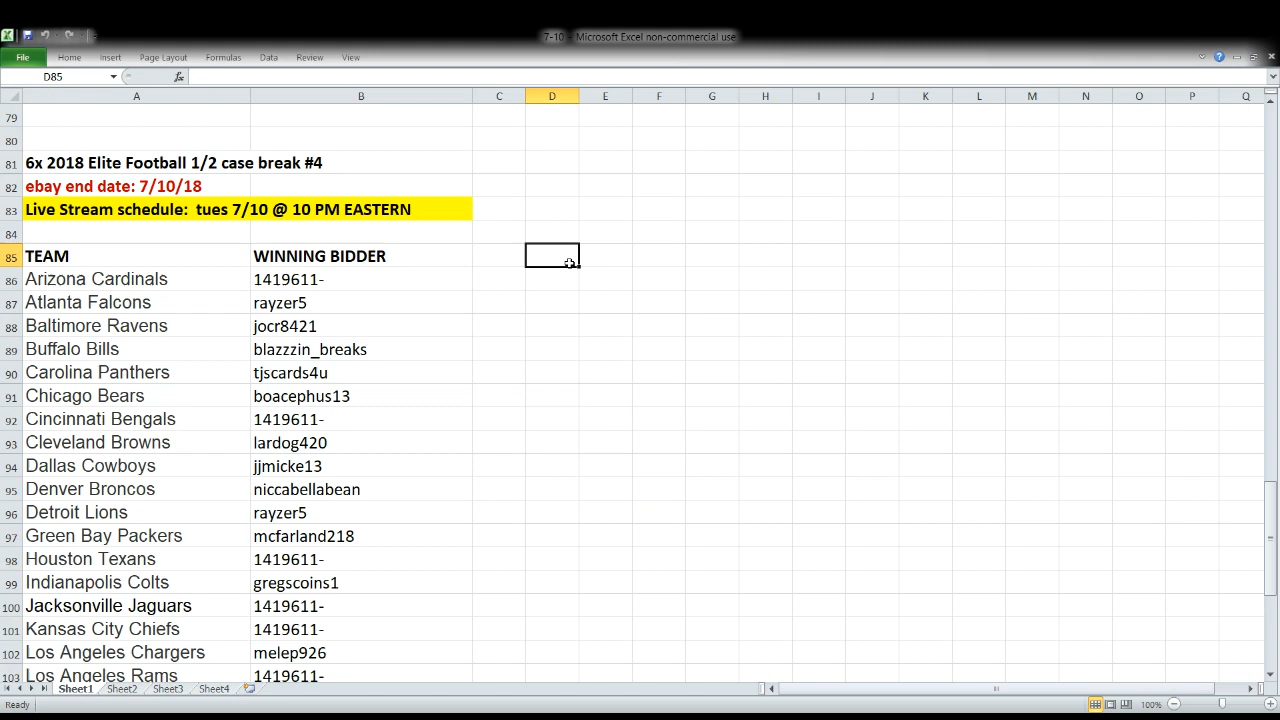 7-10 - Microsoft Excel non-commercial use
File Home Insert Page Layout Formulas Data Review View
D85 fx
A B C D E F G H I J K L M N O P Q
79
80
81 6x 2018 Elite Football 1/2 case break #4
82 ebay end date: 7/10/18
83 Live Stream schedule: tues 7/10 @ 10 PM EASTERN
84
85 TEAM WINNING BIDDER
86 Arizona Cardinals 1419611-
87 Atlanta Falcons rayzer5
88 Baltimore Ravens jocr8421
89 Buffalo Bills blazzzin_breaks
90 Carolina Panthers tjscards4u
91 Chicago Bears boacephus13
92 Cincinnati Bengals 1419611-
93 Cleveland Browns lardog420
94 Dallas Cowboys jjmicke13
95 Denver Broncos niccabellabean
96 Detroit Lions rayzer5
97 Green Bay Packers mcfarland218
98 Houston Texans 1419611-
99 Indianapolis Colts gregscoins1
100 Jacksonville Jaguars 1419611-
101 Kansas City Chiefs 1419611-
102 Los Angeles Chargers melep926
103 Los Angeles Rams 1419611-
Sheet1 Sheet2 Sheet3 Sheet4
Ready 100%